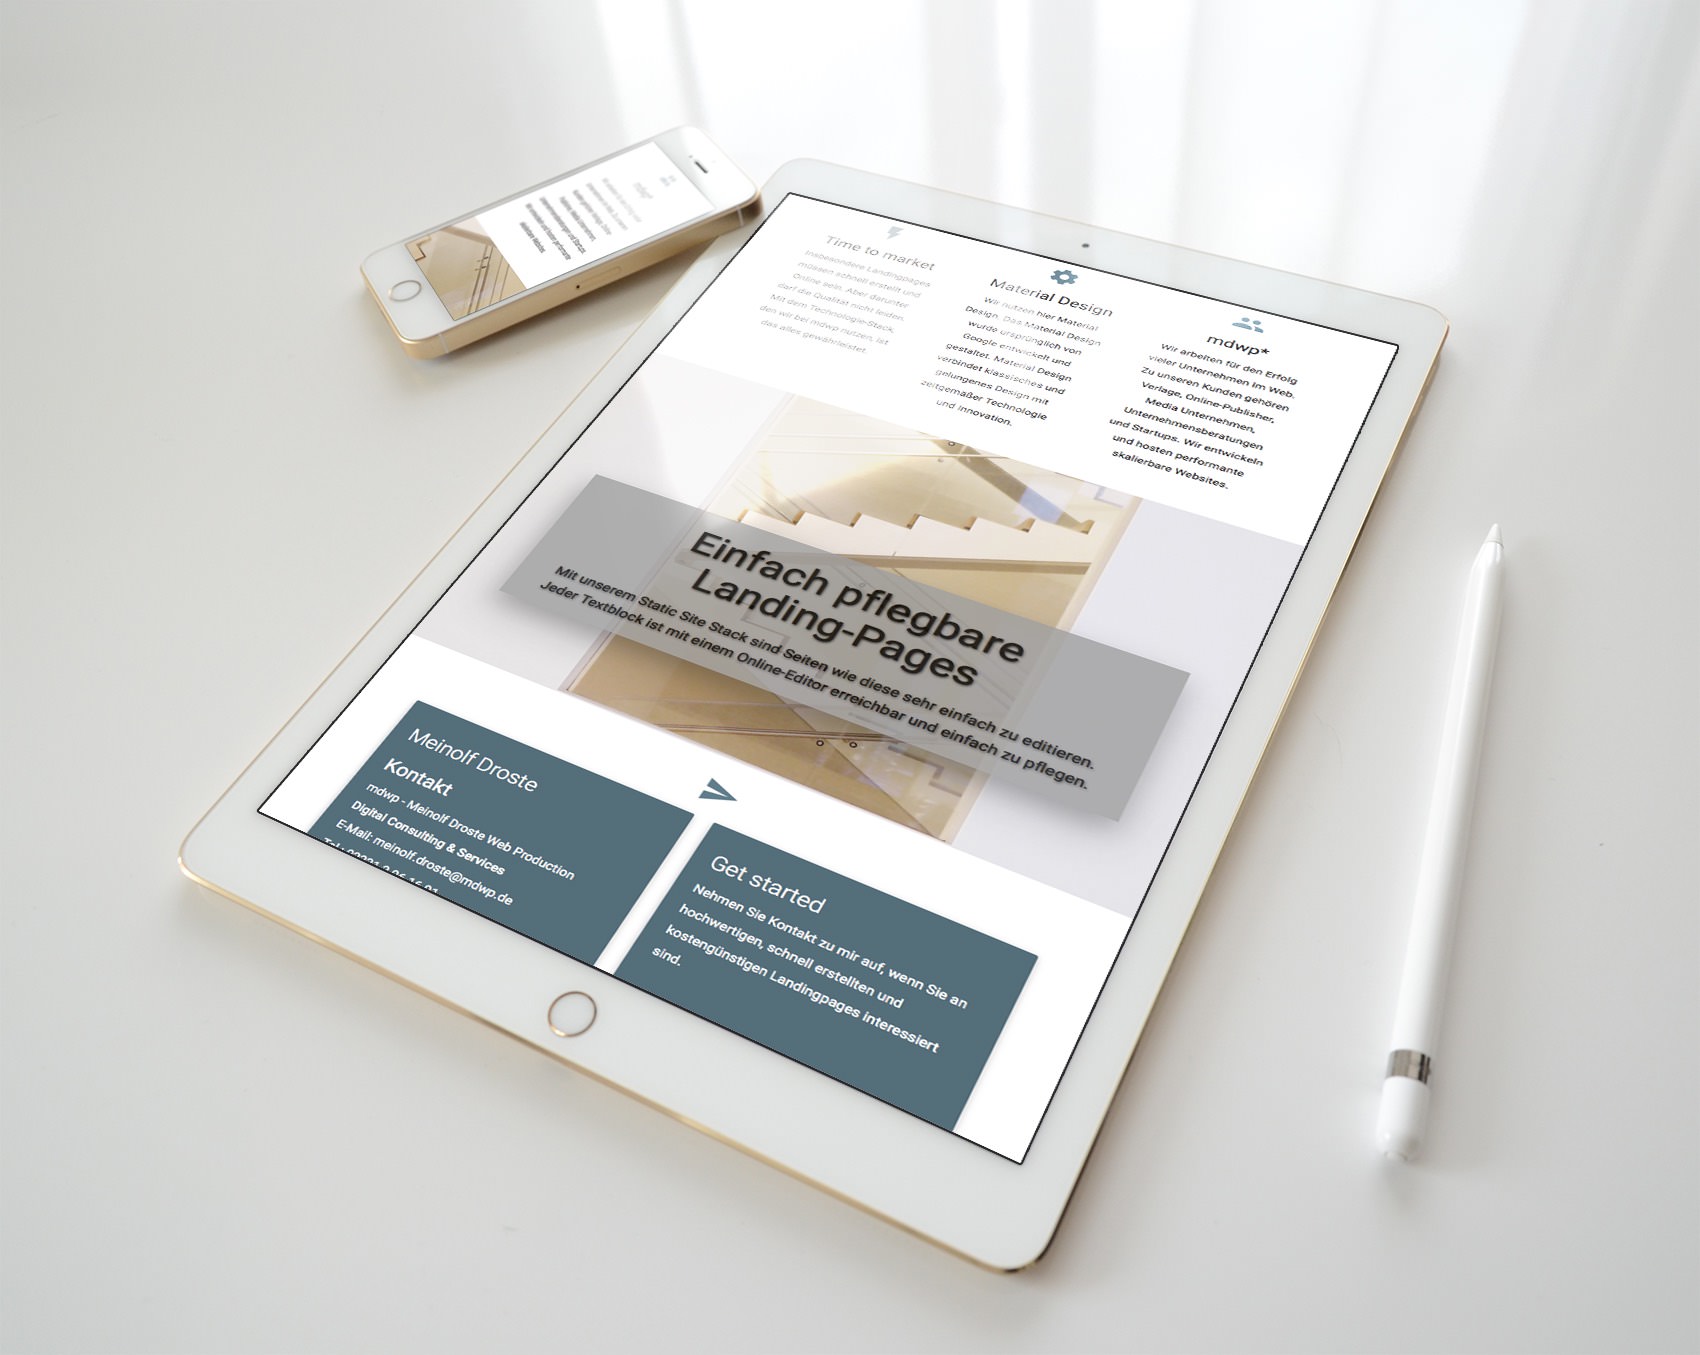 Time to market
Insbesondere Landingpages
müssen schnell erstellt und
Online sein. Aber darunter
darf die Qualität nicht leiden.
Mit dem Technologie-Stack,
den wir bei mdwp nutzen, ist
das alles gewährleistet.
Material Design
Wir nutzen hier Material
Design. Das Material Design
wurde ursprünglich von
Google entwickelt und
gestaltet. Material Design
verbindet klassisches und
gelungenes Design mit
zeitgemäßer Technologie
und Innovation.
mdwp*
Wir arbeiten für den Erfolg
vieler Unternehmen im Web.
Zu unseren Kunden gehören
Verlage, Online-Publisher,
Media Unternehmen,
Unternehmensberatungen
und Startups. Wir entwickeln
und hosten performante
skalierbare Websites.
Einfach pflegbare
Landing-Pages
Mit unserem Static Site Stack sind Seiten wie diese sehr einfach zu editieren.
Jeder Textblock ist mit einem Online-Editor erreichbar und einfach zu pflegen.
Meinolf Droste
Kontakt
mdwp - Meinolf Droste Web Production
Digital Consulting & Services
E-Mail: meinolf.droste@mdwp.de
Get started
Nehmen Sie Kontakt zu mir auf, wenn Sie an
hochwertigen, schnell erstellten und
kostengünstigen Landingpages interessiert
sind.